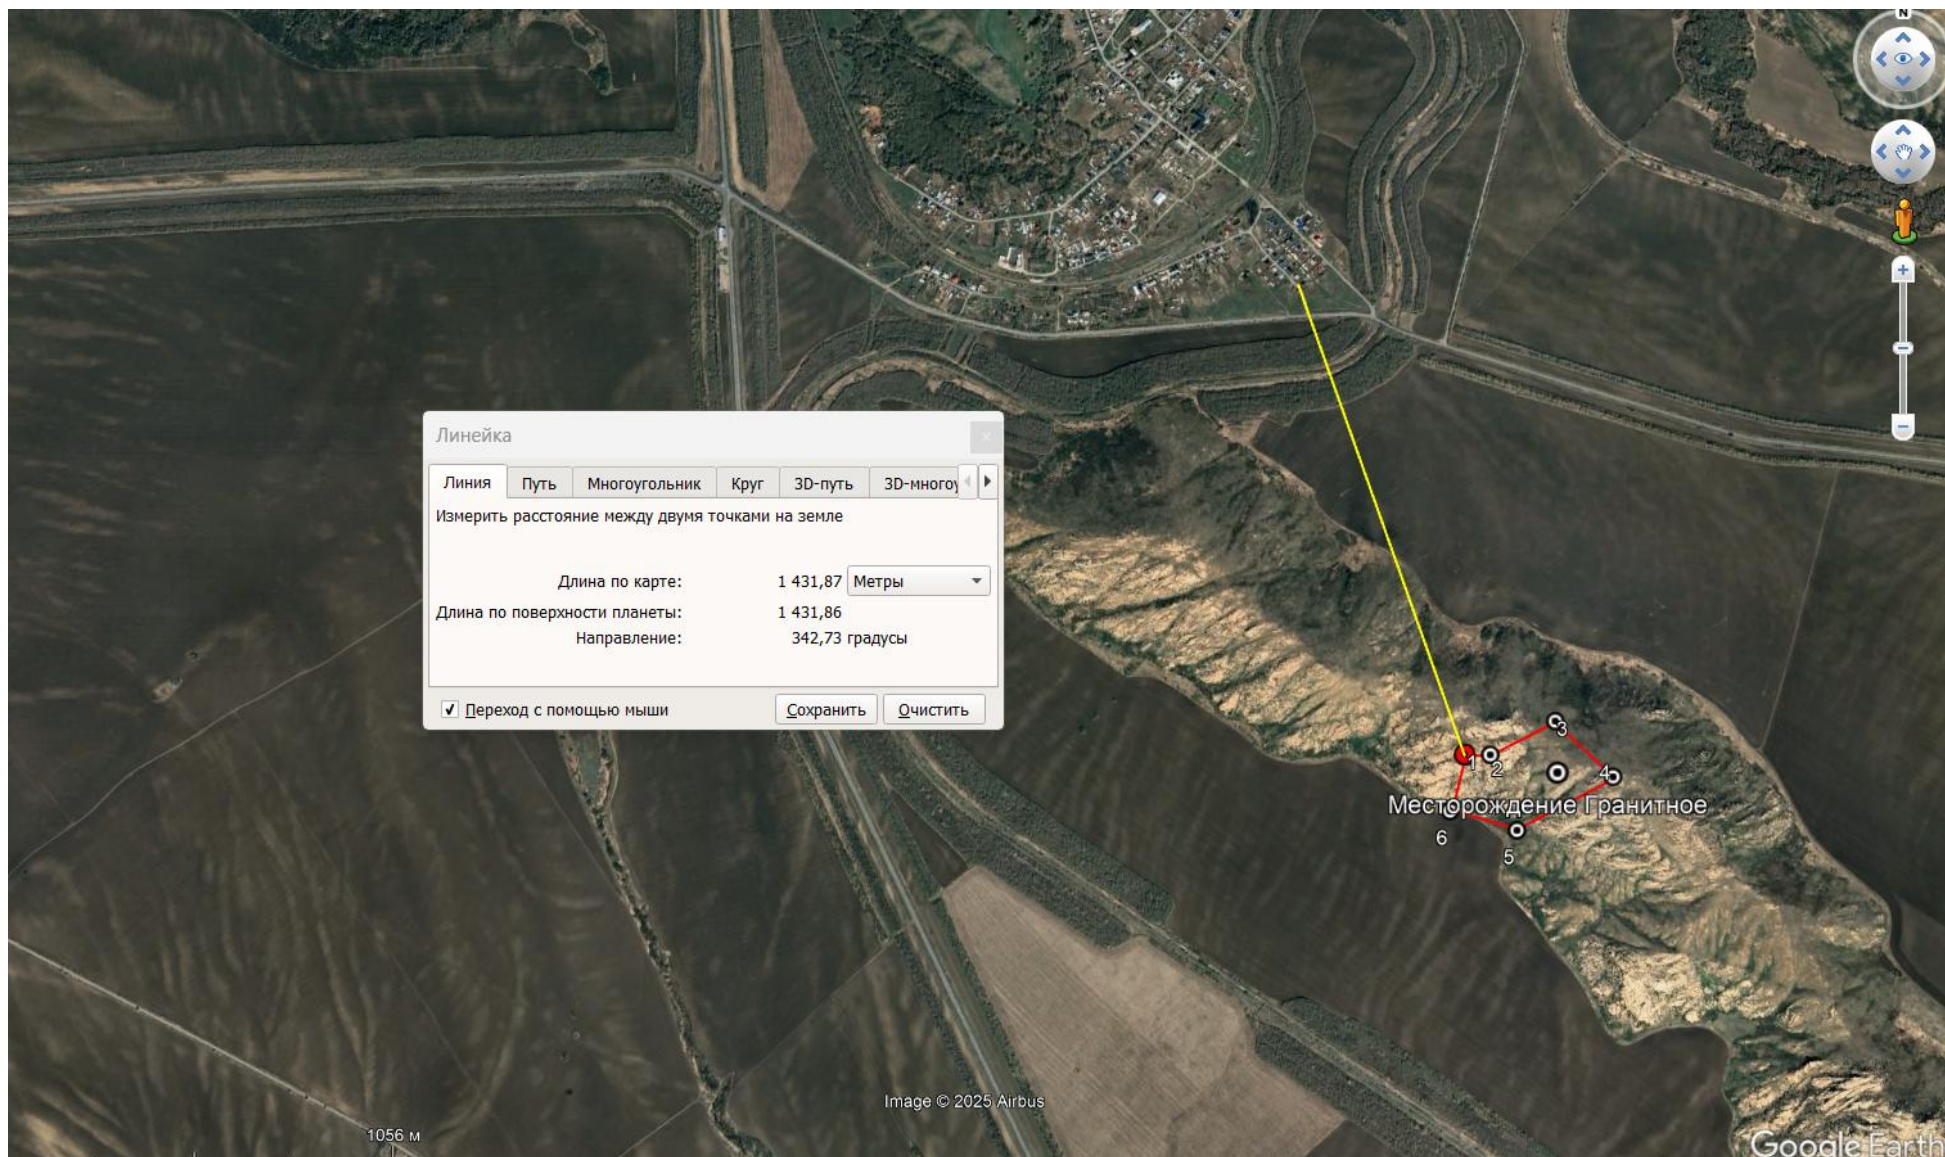 N
Линейка
Линия Путь Многоугольник Круг 3D-путь 3D-многоу
Измерить расстояние между двумя точками на земле
Длина по карте: 1 431,87 Метры
Длина по поверхности планеты: 1 431,86
Направление: 342,73 градусы
Переход с помощью мыши Сохранить Очистить
3
1 2
4
Месторождение Гранитное
6
5
Image © 2025 Airbus
1056 м
Google Earth